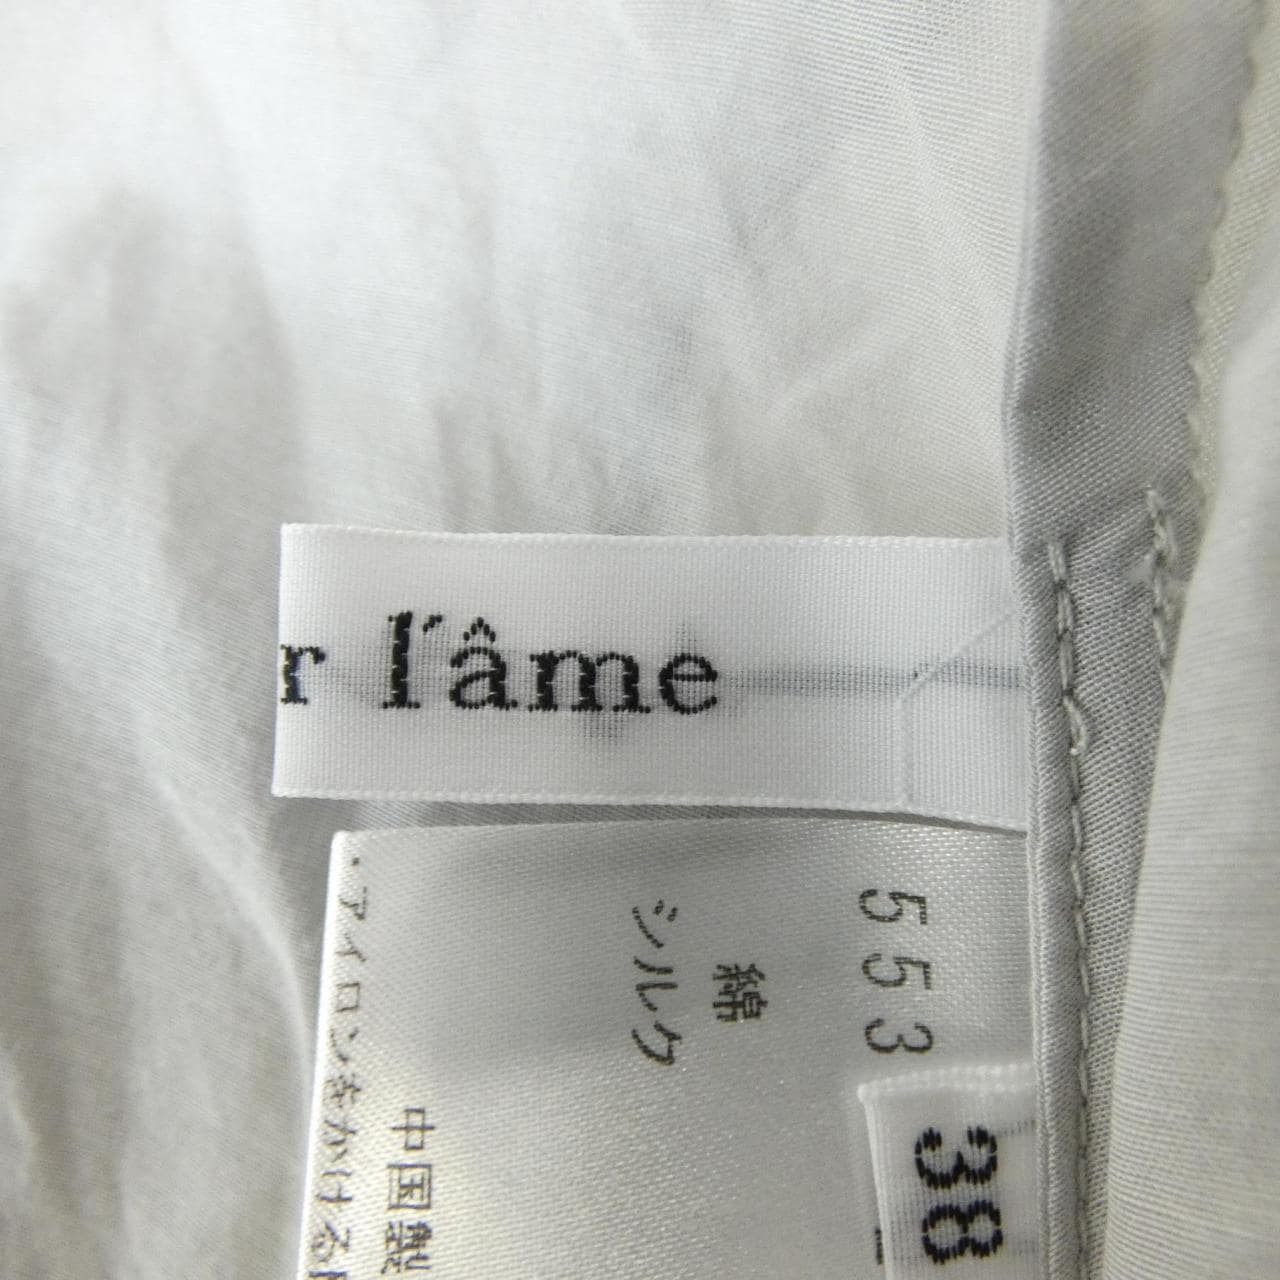 r l'âme
553
綿
シルク
中国製
・アイロンをかける
38